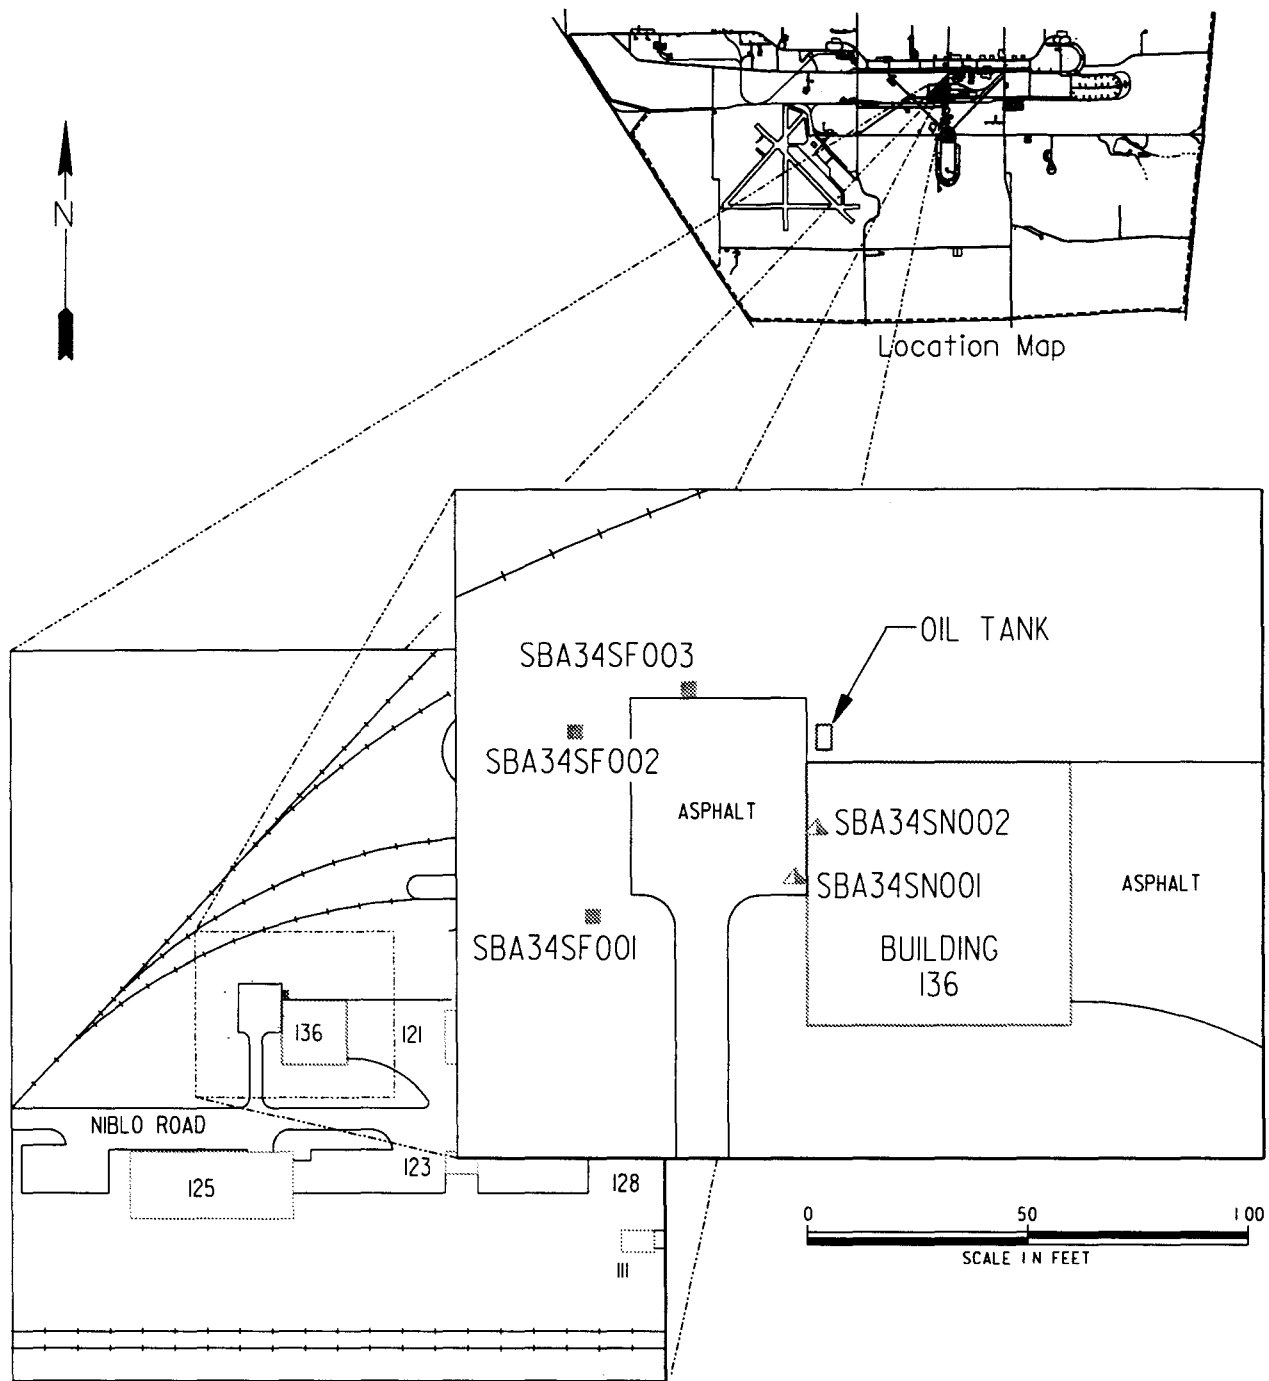 N
Location Map
OIL TANK
SBA34SF003
SBA34SF002
ASPHALT
SBA34SN002
SBA34SN001
ASPHALT
SBA34SF001
BUILDING
136
136
121
NIBLO ROAD
123
125
128
111
0 50 100
SCALE IN FEET